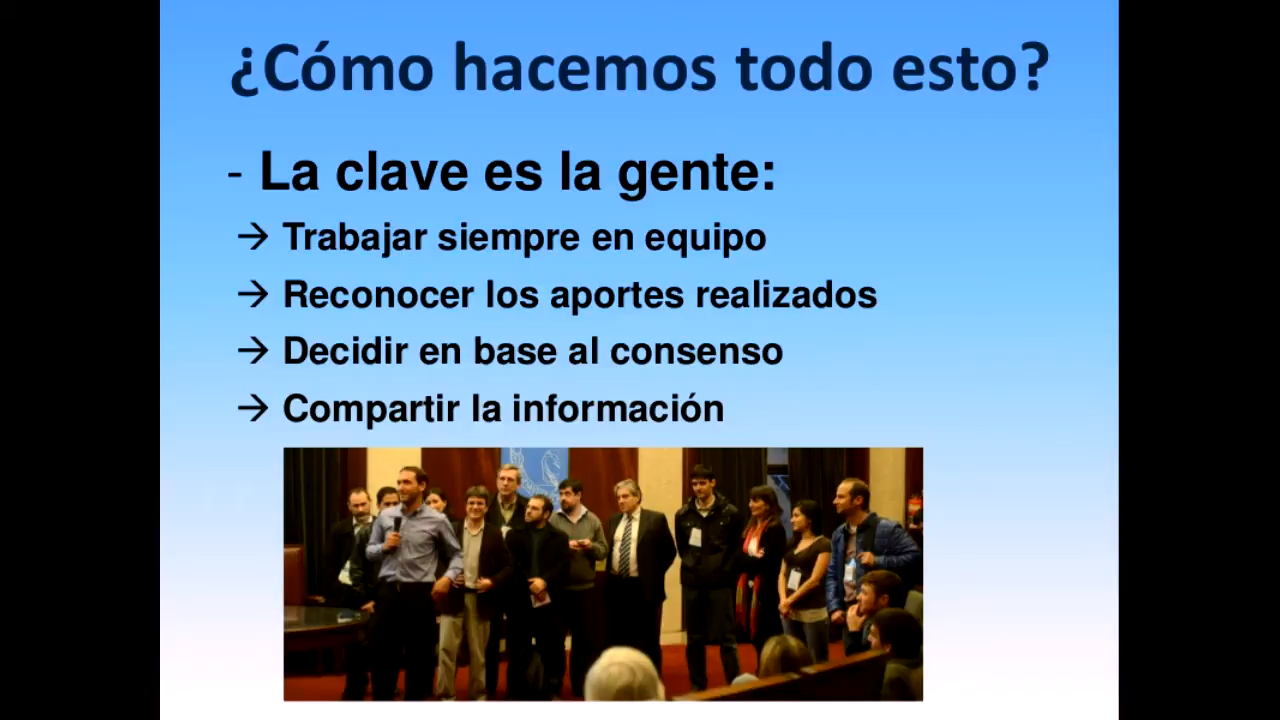 ¿Cómo hacemos todo esto?
- La clave es la gente:
→ Trabajar siempre en equipo
→ Reconocer los aportes realizados
→ Decidir en base al consenso
→ Compartir la información